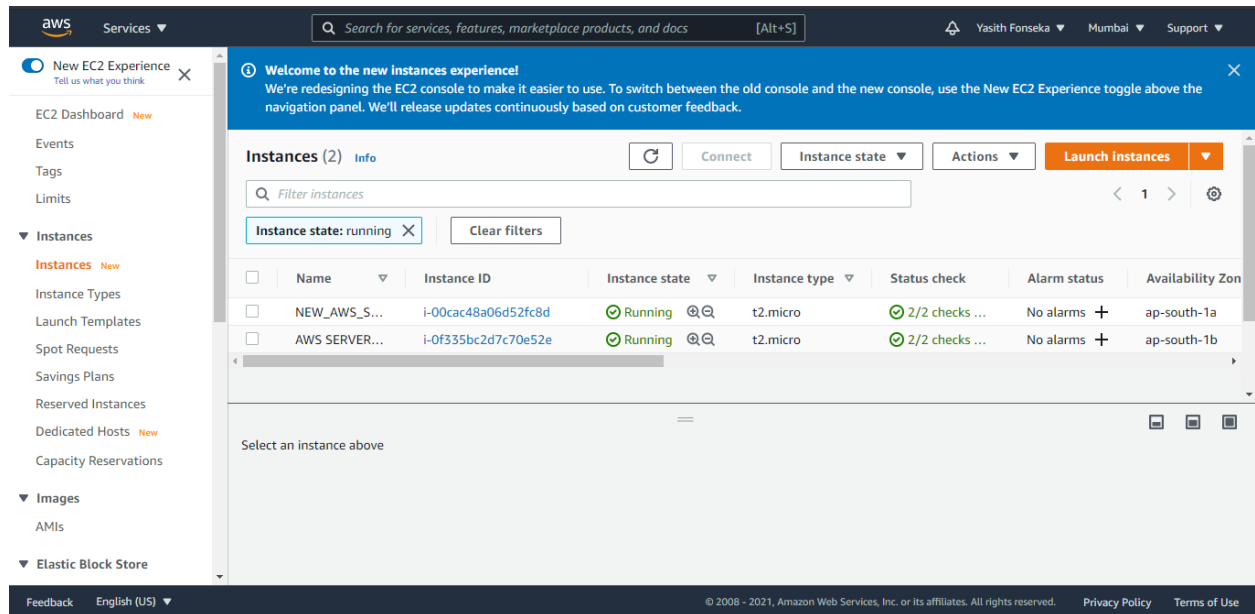 aws
Services
Search for services, features, marketplace products, and docs
[Alt+S]
Yasith Fonseka
Mumbai
Support
New EC2 Experience
Tell us what you think
EC2 Dashboard New
Events
Tags
Limits
Instances
Instances New
Instance Types
Launch Templates
Spot Requests
Savings Plans
Reserved Instances
Dedicated Hosts New
Capacity Reservations
Images
AMIs
Elastic Block Store
Welcome to the new instances experience!
We're redesigning the EC2 console to make it easier to use. To switch between the old console and the new console, use the New EC2 Experience toggle above the
navigation panel. We'll release updates continuously based on customer feedback.
Instances (2) Info
Connect
Instance state
Actions
Launch instances
Filter instances
1
Instance state: running
Clear filters
Name Instance ID Instance state Instance type Status check Alarm status Availability Zon
NEW_AWS_S... i-00cac48a06d52fc8d Running t2.micro 2/2 checks ... No alarms ap-south-1a
AWS SERVER... i-0f335bc2d7c70e52e Running t2.micro 2/2 checks ... No alarms ap-south-1b
Select an instance above
Feedback
English (US)
© 2008 - 2021, Amazon Web Services, Inc. or its affiliates. All rights reserved.
Privacy Policy
Terms of Use